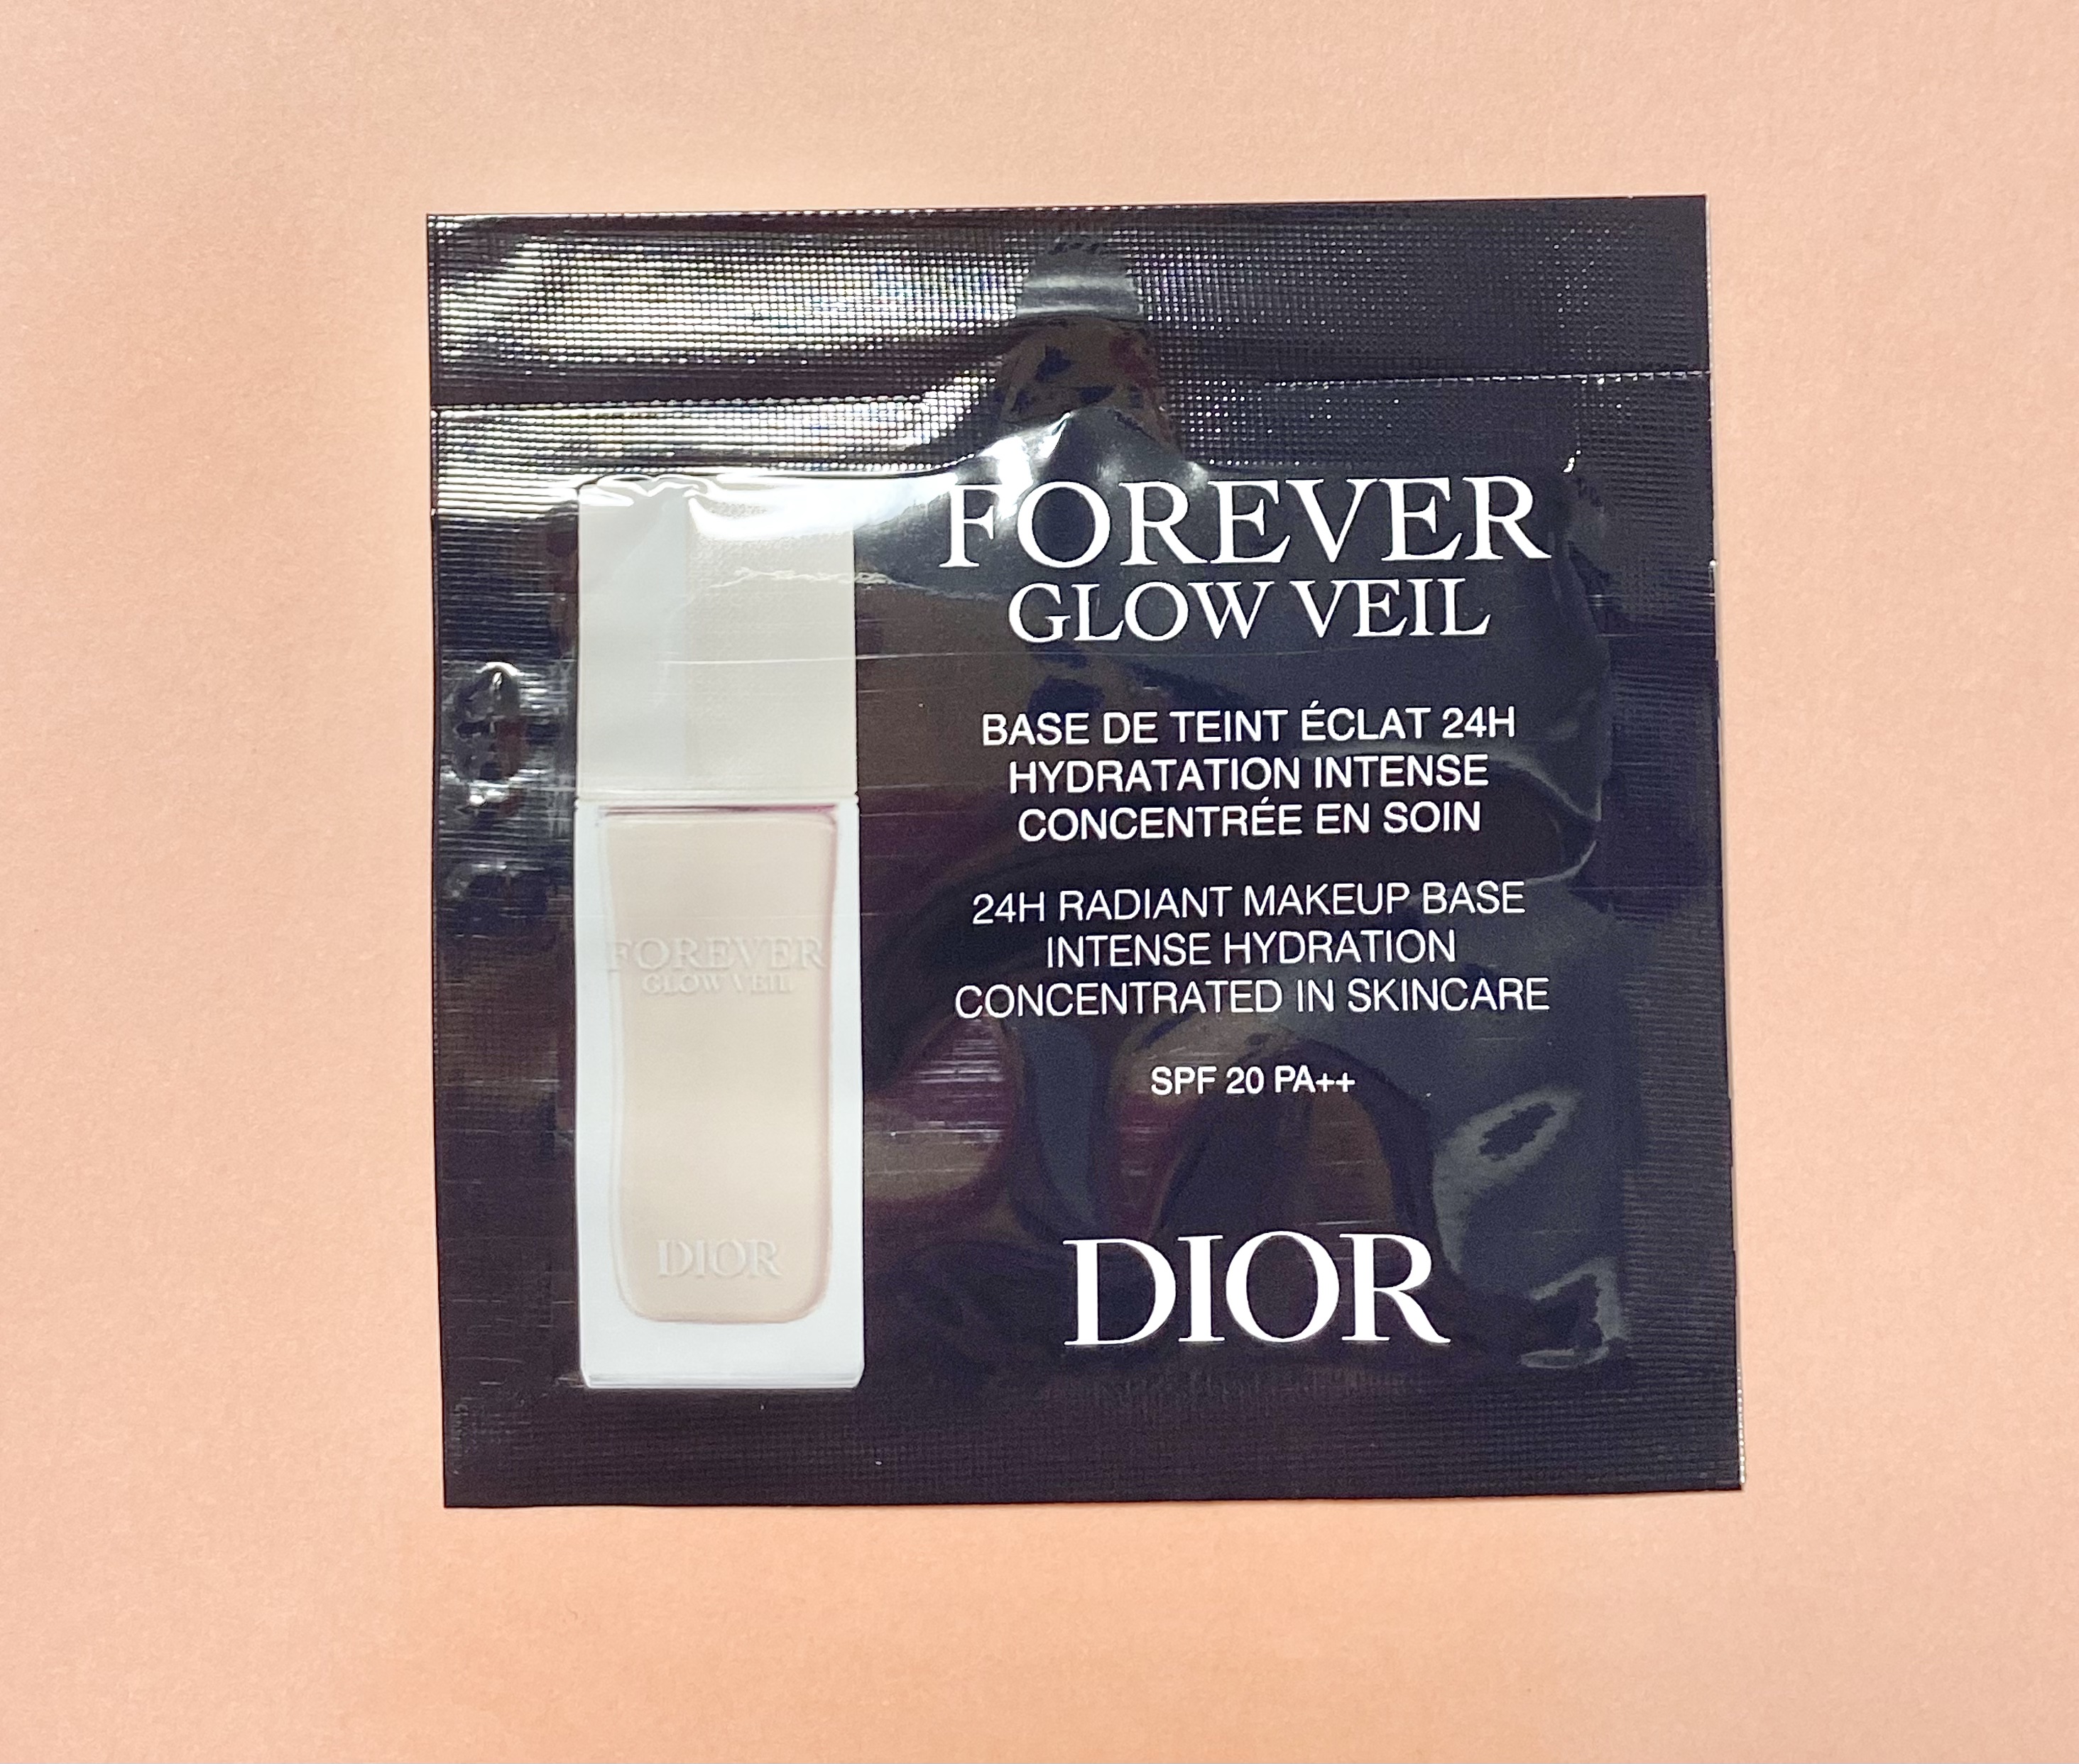 FOREVER
GLOW VEIL
BASE DE TEINT ÉCLAT 24H
HYDRATATION INTENSE
CONCENTRÉE EN SOIN
24H RADIANT MAKEUP BASE
INTENSE HYDRATION
CONCENTRATED IN SKINCARE
SPF 20 PA++
DIOR
FOREVER
GLOW VEIL
DIOR